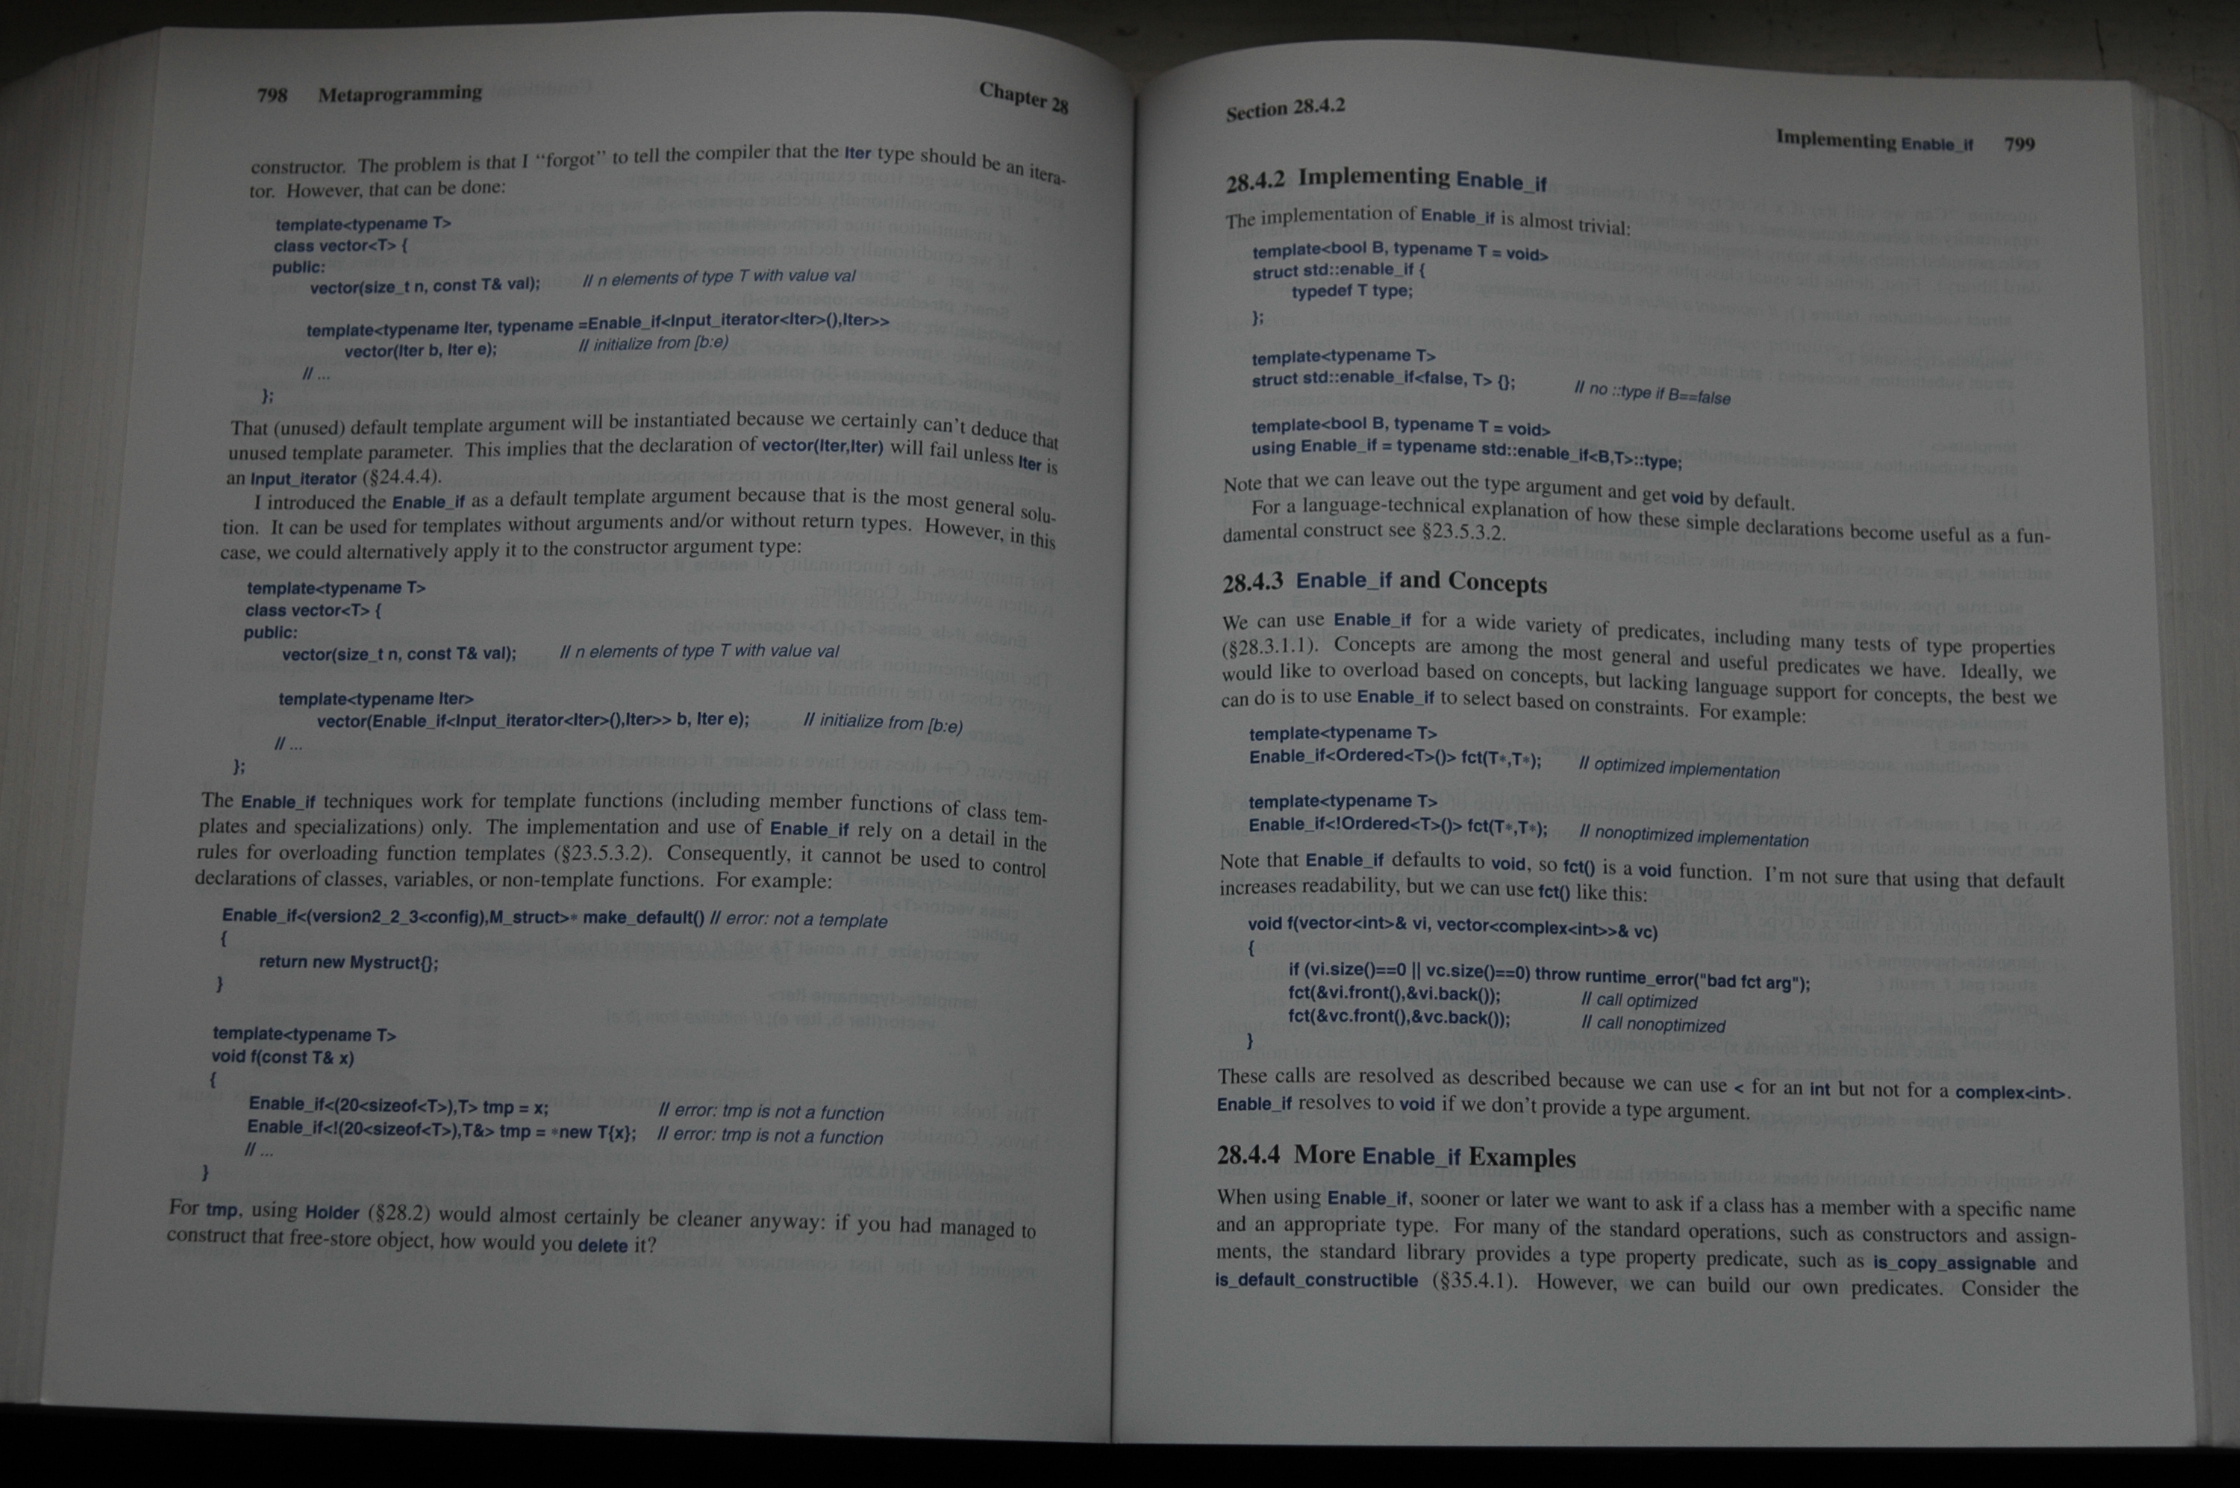 798 Metaprogramming Chapter 28
constructor. The problem is that I “forgot” to tell the compiler that the Iter type should be an itera-
tor. However, that can be done:
template<typename T>
class vector<T> {
public:
vector(size_t n, const T& val); // n elements of type T with value val
template<typename Iter, typename =Enable_if<Input_iterator<Iter>(),Iter>>
vector(Iter b, Iter e); // initialize from [b:e)
// ...
};
That (unused) default template argument will be instantiated because we certainly can’t deduce that
unused template parameter. This implies that the declaration of vector(Iter,Iter) will fail unless Iter is
an Input_iterator (§24.4.4).
I introduced the Enable_if as a default template argument because that is the most general solu-
tion. It can be used for templates without arguments and/or without return types. However, in this
case, we could alternatively apply it to the constructor argument type:
template<typename T>
class vector<T> {
public:
vector(size_t n, const T& val); // n elements of type T with value val
template<typename Iter>
vector(Enable_if<Input_iterator<Iter>(),Iter>> b, Iter e); // initialize from [b:e)
// ...
};
The Enable_if techniques work for template functions (including member functions of class tem-
plates and specializations) only. The implementation and use of Enable_if rely on a detail in the
rules for overloading function templates (§23.5.3.2). Consequently, it cannot be used to control
declarations of classes, variables, or non-template functions. For example:
Enable_if<(version2_2_3<config),M_struct>* make_default() // error: not a template
{
return new Mystruct{};
}
template<typename T>
void f(const T& x)
{
Enable_if<(20<sizeof<T>),T> tmp = x; // error: tmp is not a function
Enable_if<!(20<sizeof<T>),T&> tmp = *new T{x}; // error: tmp is not a function
// ...
}
For tmp, using Holder (§28.2) would almost certainly be cleaner anyway: if you had managed to
construct that free-store object, how would you delete it?
Section 28.4.2 Implementing Enable_if 799
28.4.2 Implementing Enable_if
The implementation of Enable_if is almost trivial:
template<bool B, typename T = void>
struct std::enable_if {
typedef T type;
};
template<typename T>
struct std::enable_if<false, T> {}; // no ::type if B==false
template<bool B, typename T = void>
using Enable_if = typename std::enable_if<B,T>::type;
Note that we can leave out the type argument and get void by default.
For a language-technical explanation of how these simple declarations become useful as a fun-
damental construct see §23.5.3.2.
28.4.3 Enable_if and Concepts
We can use Enable_if for a wide variety of predicates, including many tests of type properties
(§28.3.1.1). Concepts are among the most general and useful predicates we have. Ideally, we
would like to overload based on concepts, but lacking language support for concepts, the best we
can do is to use Enable_if to select based on constraints. For example:
template<typename T>
Enable_if<Ordered<T>()> fct(T*,T*); // optimized implementation
template<typename T>
Enable_if<!Ordered<T>()> fct(T*,T*); // nonoptimized implementation
Note that Enable_if defaults to void, so fct() is a void function. I’m not sure that using that default
increases readability, but we can use fct() like this:
void f(vector<int>& vi, vector<complex<int>>& vc)
{
if (vi.size()==0 || vc.size()==0) throw runtime_error("bad fct arg");
fct(&vi.front(),&vi.back()); // call optimized
fct(&vc.front(),&vc.back()); // call nonoptimized
}
These calls are resolved as described because we can use < for an int but not for a complex<int>.
Enable_if resolves to void if we don’t provide a type argument.
28.4.4 More Enable_if Examples
When using Enable_if, sooner or later we want to ask if a class has a member with a specific name
and an appropriate type. For many of the standard operations, such as constructors and assign-
ments, the standard library provides a type property predicate, such as is_copy_assignable and
is_default_constructible (§35.4.1). However, we can build our own predicates. Consider the